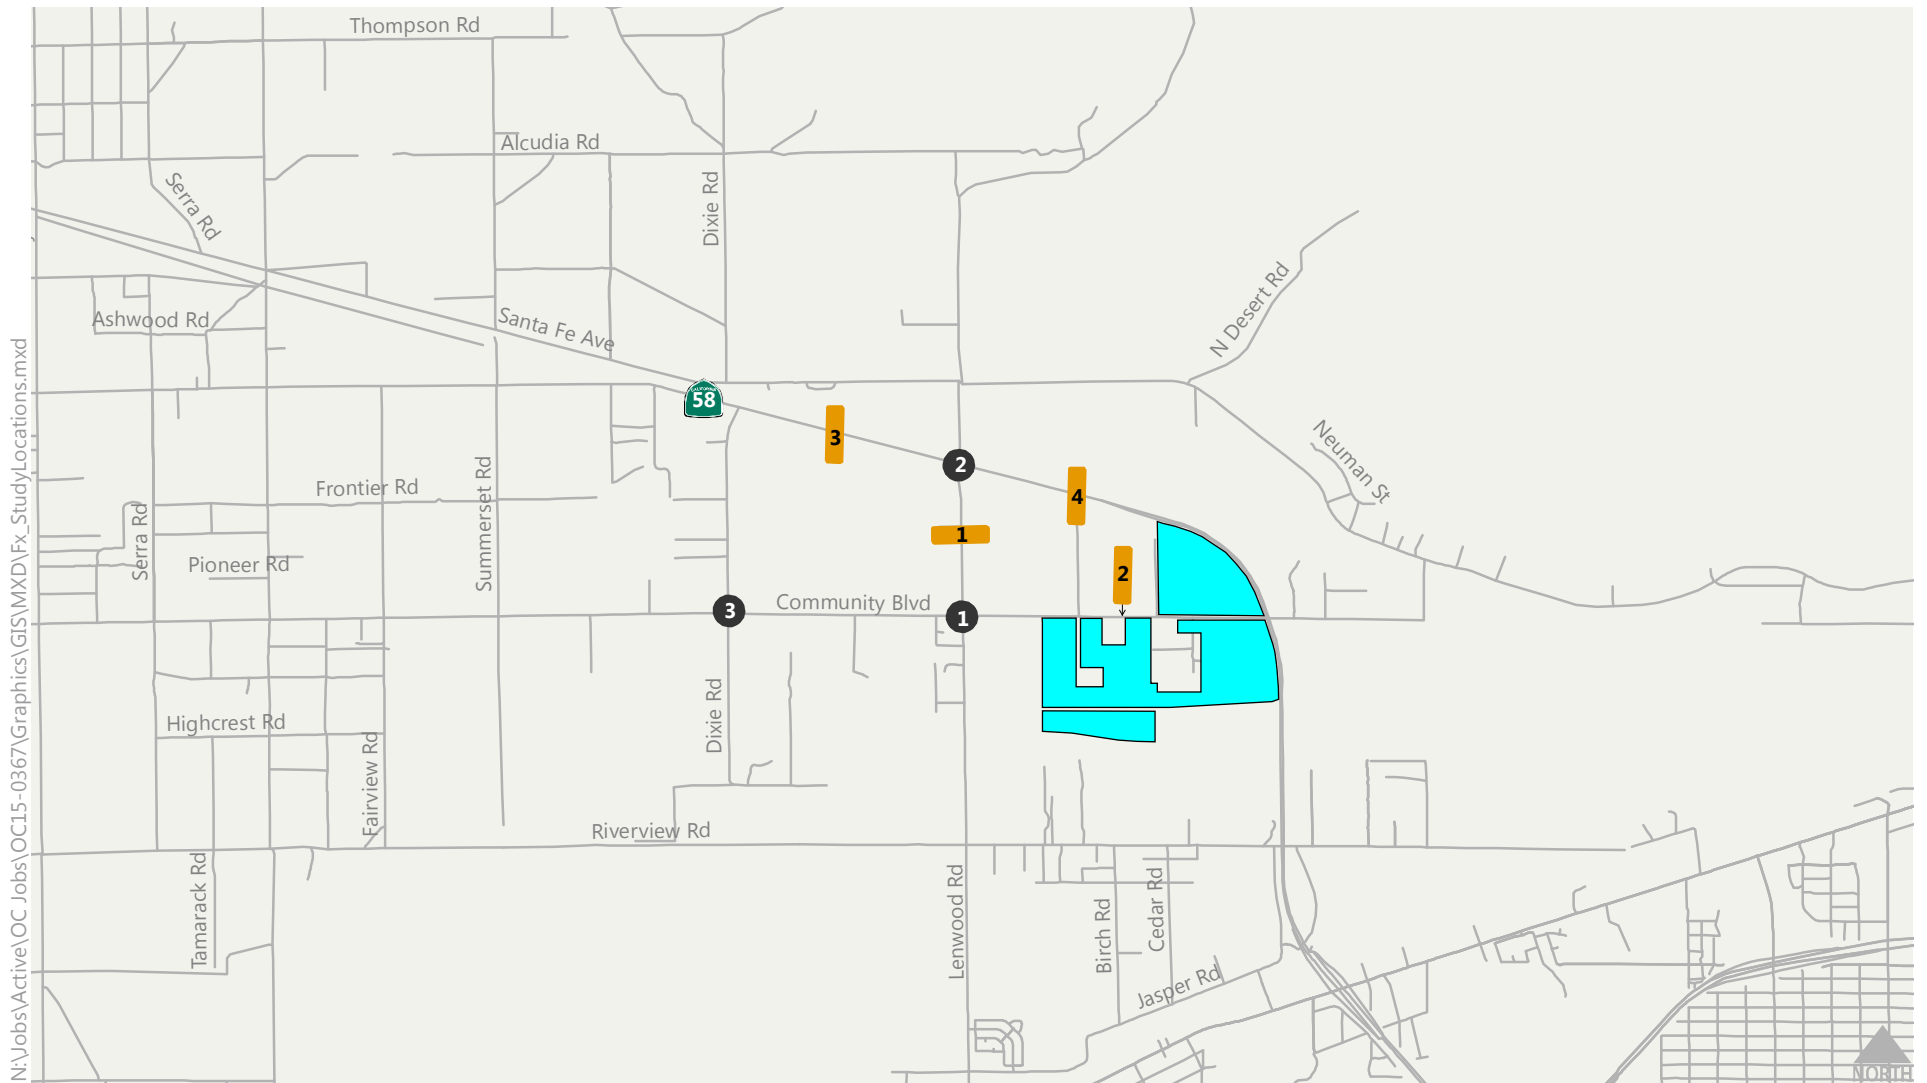 Thompson Rd
Alcudia Rd
Serra Rd
Dixie Rd
N Desert Rd
Ashwood Rd
Santa Fe Ave
CALIFORNIA
58
3
2
Neuman St
Frontier Rd
Summerset Rd
4
Serra Rd
1
Pioneer Rd
2
Community Blvd
3
1
Dixie Rd
Highcrest Rd
Fairview Rd
Riverview Rd
Tamarack Rd
Lenwood Rd
Birch Rd
Cedar Rd
Jasper Rd
NORTH
N:\Jobs\Active\OC Jobs\OC15-0367\Graphics\GIS\MXD\Fx_StudyLocations.mxd